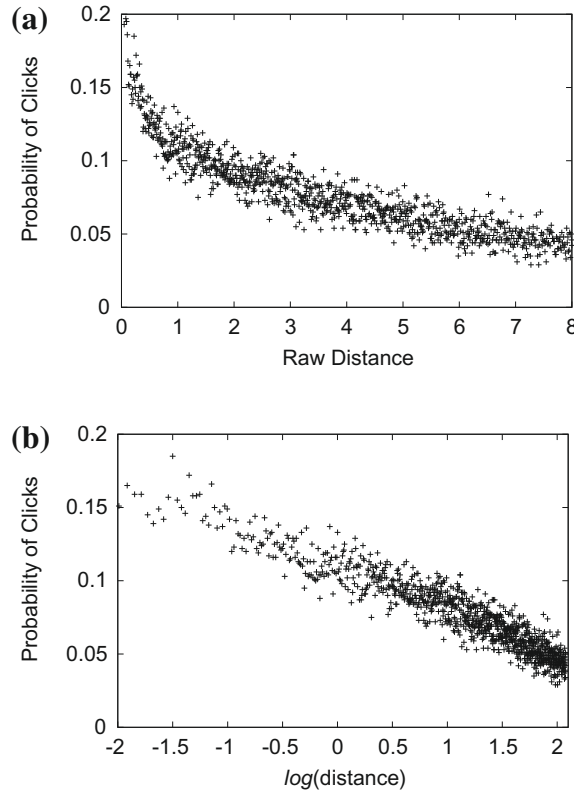 (a)
0.2
0.15
0.1
0.05
0
Probability of Clicks
0 1 2 3 4 5 6 7 8
Raw Distance
(b)
0.2
0.15
0.1
0.05
0
Probability of Clicks
-2 -1.5 -1 -0.5 0 0.5 1 1.5 2
log(distance)